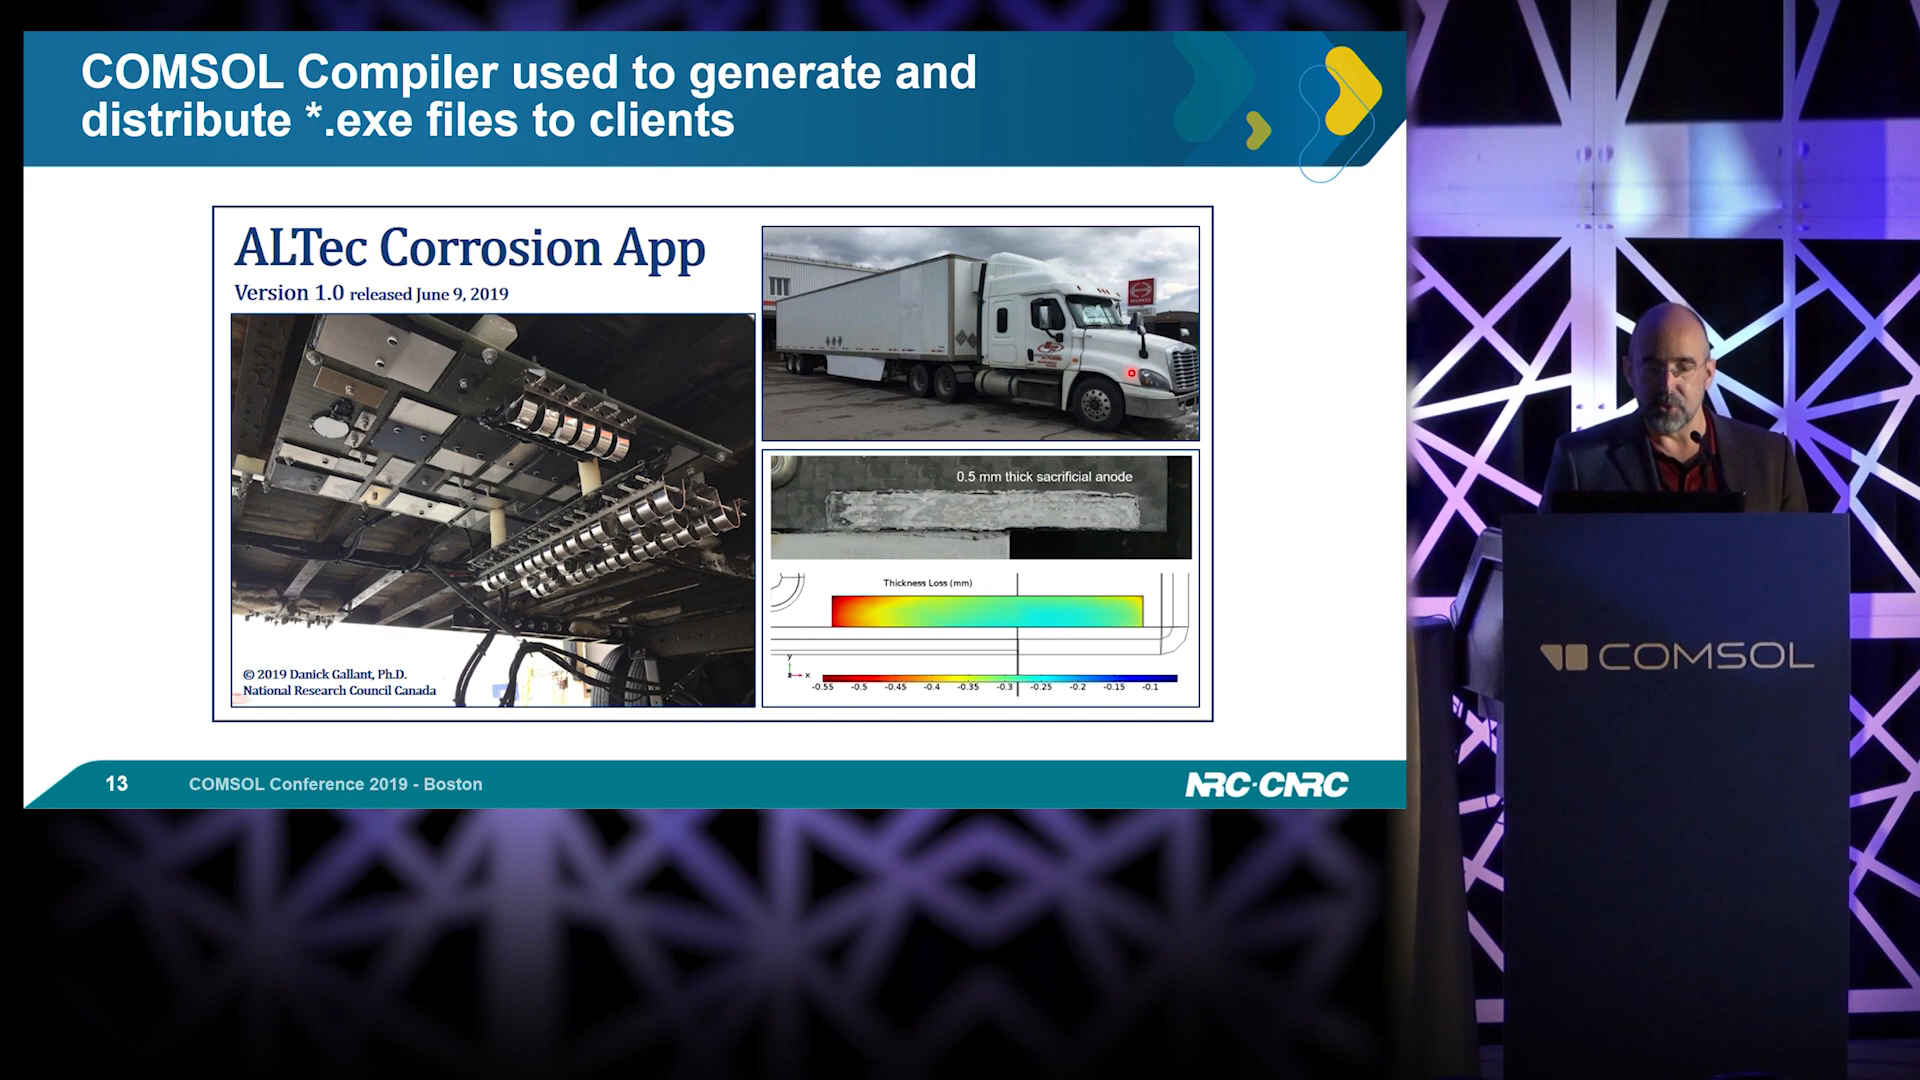 COMSOL Compiler used to generate and
distribute *.exe files to clients
ALTec Corrosion App
Version 1.0 released June 9, 2019
© 2019 Danick Gallant, Ph.D.
National Research Council Canada
0.5 mm thick sacrificial anode
Thickness Loss (mm)
y
z
x
-0.55 -0.5 -0.45 -0.4 -0.35 -0.3 -0.25 -0.2 -0.15 -0.1
13
COMSOL Conference 2019 - Boston
NRC·CNRC
COMSOL